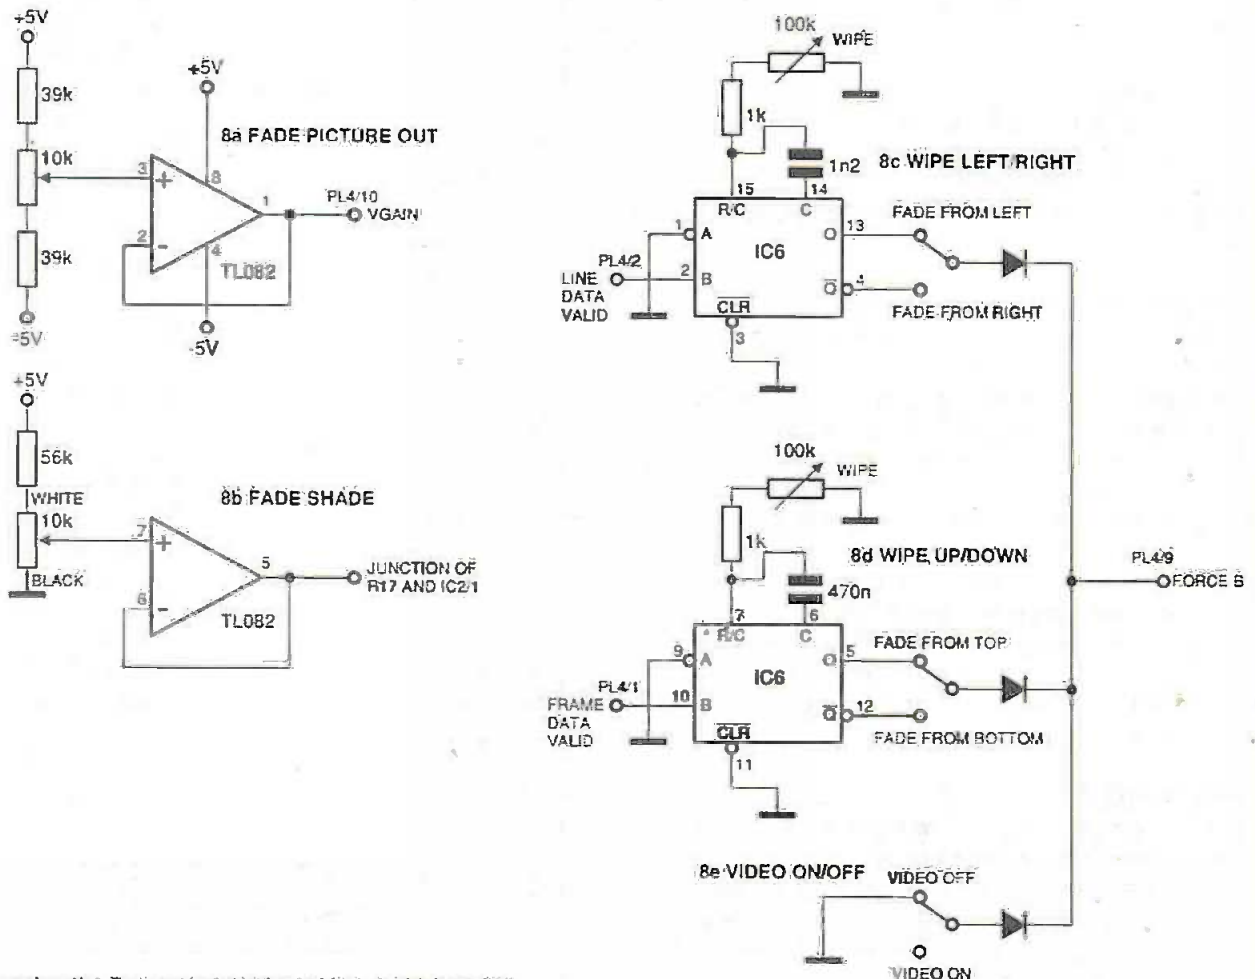 +5V
39k
10k
39k
-5V
+5V
8a FADE PICTURE OUT
3
+
8
1
2
-
4
TL082
-5V
PL4/10
VGAIN
+5V
56k
WHITE
10k
BLACK
8b FADE SHADE
7
+
5
6
-
TL082
JUNCTION OF
R17 AND IC2/1
100k
WIPE
1k
1n2
8c WIPE LEFT/RIGHT
15
14
R/C
C
1
A
IC6
Q
13
FADE FROM LEFT
PL4/2
LINE
DATA
VALID
2
B
Q
4
FADE FROM RIGHT
CLR
3
100k
WIPE
1k
470n
8d WIPE UP/DOWN
7
6
R/C
C
9
A
IC6
Q
5
FADE FROM TOP
PL4/1
FRAME
DATA
VALID
10
B
Q
12
FADE FROM BOTTOM
CLR
11
PL4/9
FORCE B
8e VIDEO ON/OFF
VIDEO OFF
VIDEO ON